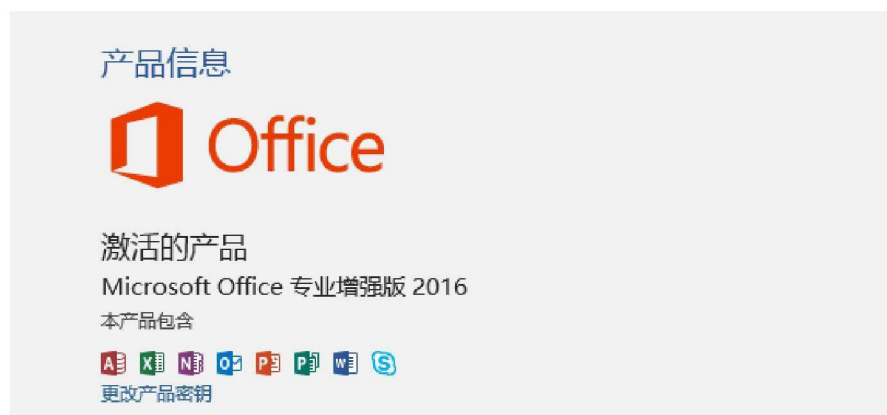 产品信息
Office
激活的产品
Microsoft Office 专业增强版 2016
本产品包含
A X N O P P W S
更改产品密钥